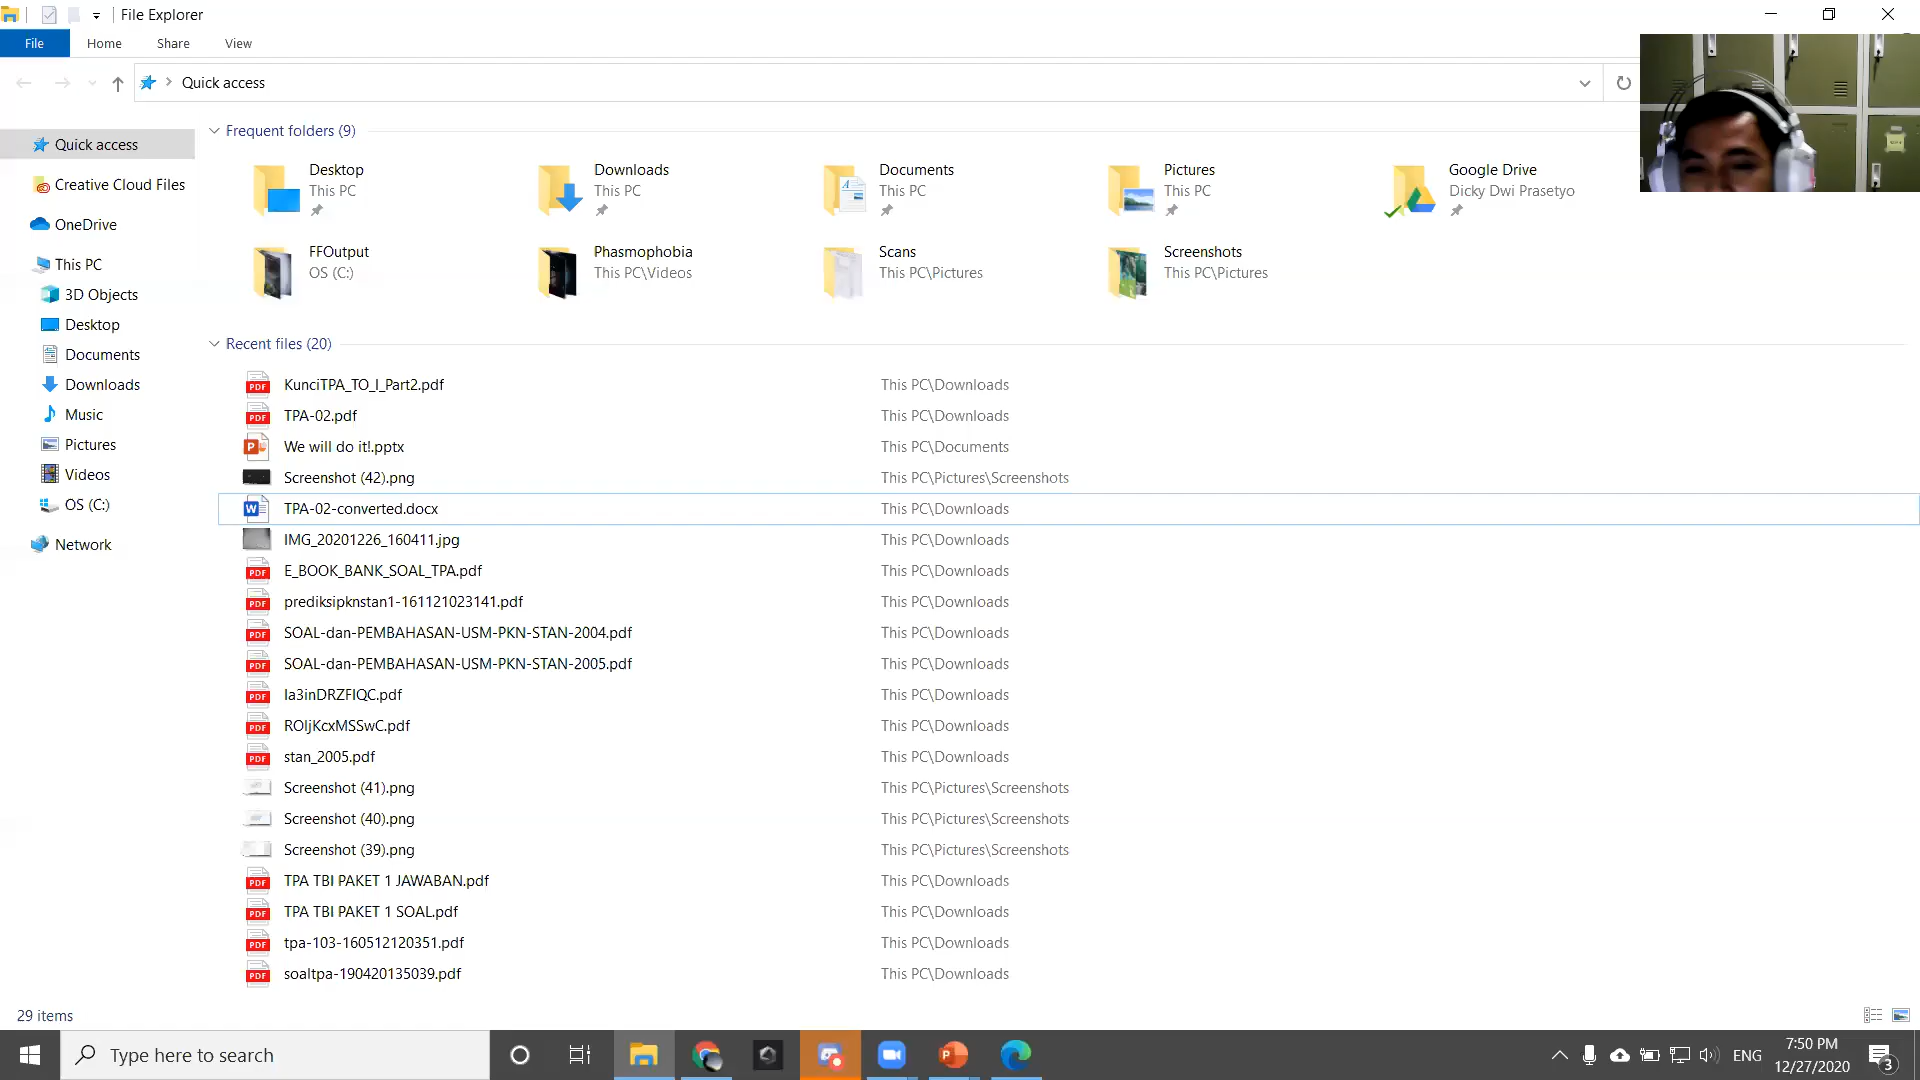 File Explorer
File Home Share View
Quick access
Quick access
Creative Cloud Files
OneDrive
This PC
3D Objects
Desktop
Documents
Downloads
Music
Pictures
Videos
OS (C:)
Network
Frequent folders (9)
Desktop
This PC
Downloads
This PC
Documents
This PC
Pictures
This PC
Google Drive
Dicky Dwi Prasetyo
FFOutput
OS (C:)
Phasmophobia
This PC\Videos
Scans
This PC\Pictures
Screenshots
This PC\Pictures
Recent files (20)
KunciTPA_TO_I_Part2.pdf This PC\Downloads
TPA-02.pdf This PC\Downloads
We will do it!.pptx This PC\Documents
Screenshot (42).png This PC\Pictures\Screenshots
TPA-02-converted.docx This PC\Downloads
IMG_20201226_160411.jpg This PC\Downloads
E_BOOK_BANK_SOAL_TPA.pdf This PC\Downloads
prediksipknstan1-161121023141.pdf This PC\Downloads
SOAL-dan-PEMBAHASAN-USM-PKN-STAN-2004.pdf This PC\Downloads
SOAL-dan-PEMBAHASAN-USM-PKN-STAN-2005.pdf This PC\Downloads
Ia3inDRZFIQC.pdf This PC\Downloads
ROIjKcxMSSwC.pdf This PC\Downloads
stan_2005.pdf This PC\Downloads
Screenshot (41).png This PC\Pictures\Screenshots
Screenshot (40).png This PC\Pictures\Screenshots
Screenshot (39).png This PC\Pictures\Screenshots
TPA TBI PAKET 1 JAWABAN.pdf This PC\Downloads
TPA TBI PAKET 1 SOAL.pdf This PC\Downloads
tpa-103-160512120351.pdf This PC\Downloads
soaltpa-190420135039.pdf This PC\Downloads
29 items
Type here to search
ENG
7:50 PM
12/27/2020
3